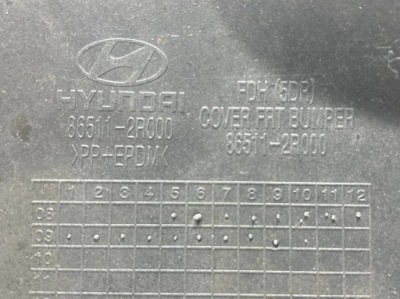 HYUNDAI
86511-2R000
>PP+EPDM<
FDH (5DR)
COVER FRT BUMPER
86511-2R000
1 2 3 4 5 6 7 8 9 10 11 12
08
09
10